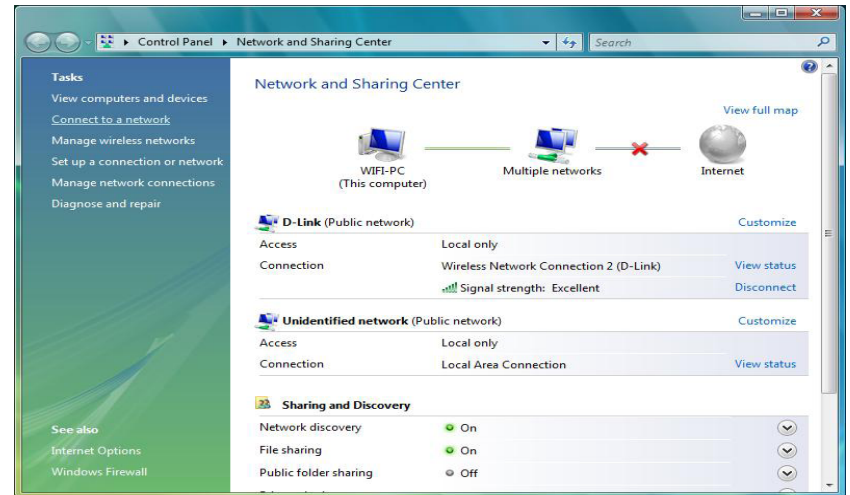 Control Panel ▸ Network and Sharing Center
Search
Tasks
View computers and devices
Connect to a network
Manage wireless networks
Set up a connection or network
Manage network connections
Diagnose and repair
See also
Internet Options
Windows Firewall
Network and Sharing Center
View full map
WIFI-PC
(This computer)
Multiple networks
Internet
D-Link (Public network) Customize
Access Local only
Connection Wireless Network Connection 2 (D-Link) View status
Signal strength: Excellent Disconnect
Unidentified network (Public network) Customize
Access Local only
Connection Local Area Connection View status
Sharing and Discovery
Network discovery On
File sharing On
Public folder sharing Off